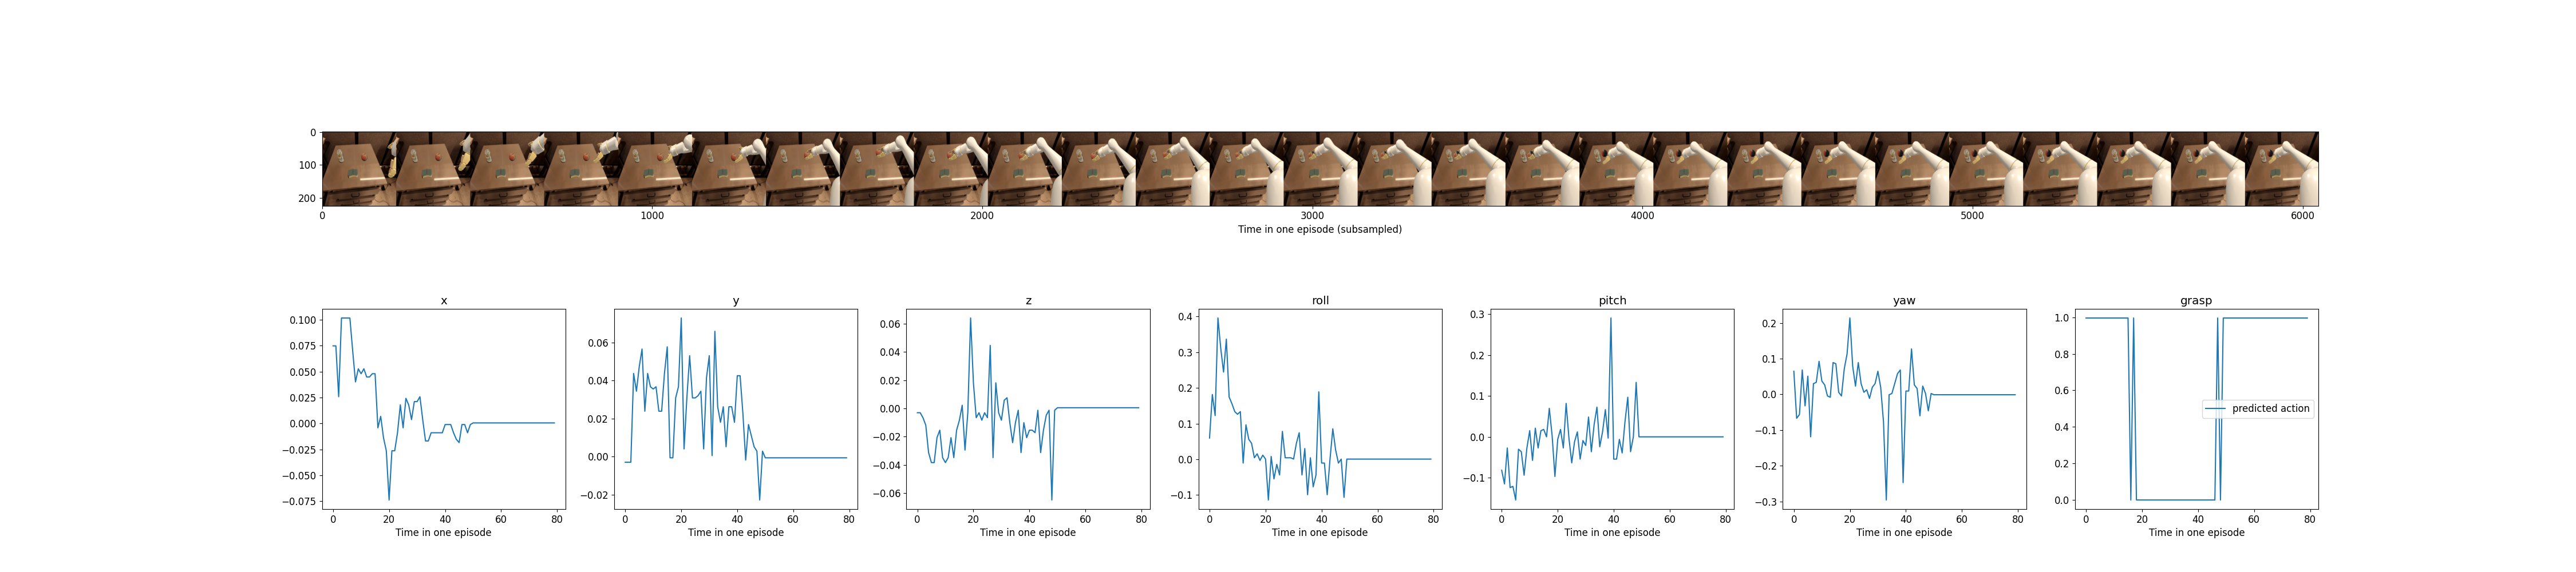 0
100
200
0 1000 2000 3000 4000 5000 6000
Time in one episode (subsampled)
x
0.100
0.075
0.050
0.025
0.000
−0.025
−0.050
−0.075
0 20 40 60 80
Time in one episode
y
0.06
0.04
0.02
0.00
−0.02
0 20 40 60 80
Time in one episode
z
0.06
0.04
0.02
0.00
−0.02
−0.04
−0.06
0 20 40 60 80
Time in one episode
roll
0.4
0.3
0.2
0.1
0.0
−0.1
0 20 40 60 80
Time in one episode
pitch
0.3
0.2
0.1
0.0
−0.1
0 20 40 60 80
Time in one episode
yaw
0.2
0.1
0.0
−0.1
−0.2
−0.3
0 20 40 60 80
Time in one episode
grasp
1.0
0.8
0.6
0.4
0.2
0.0
predicted action
0 20 40 60 80
Time in one episode